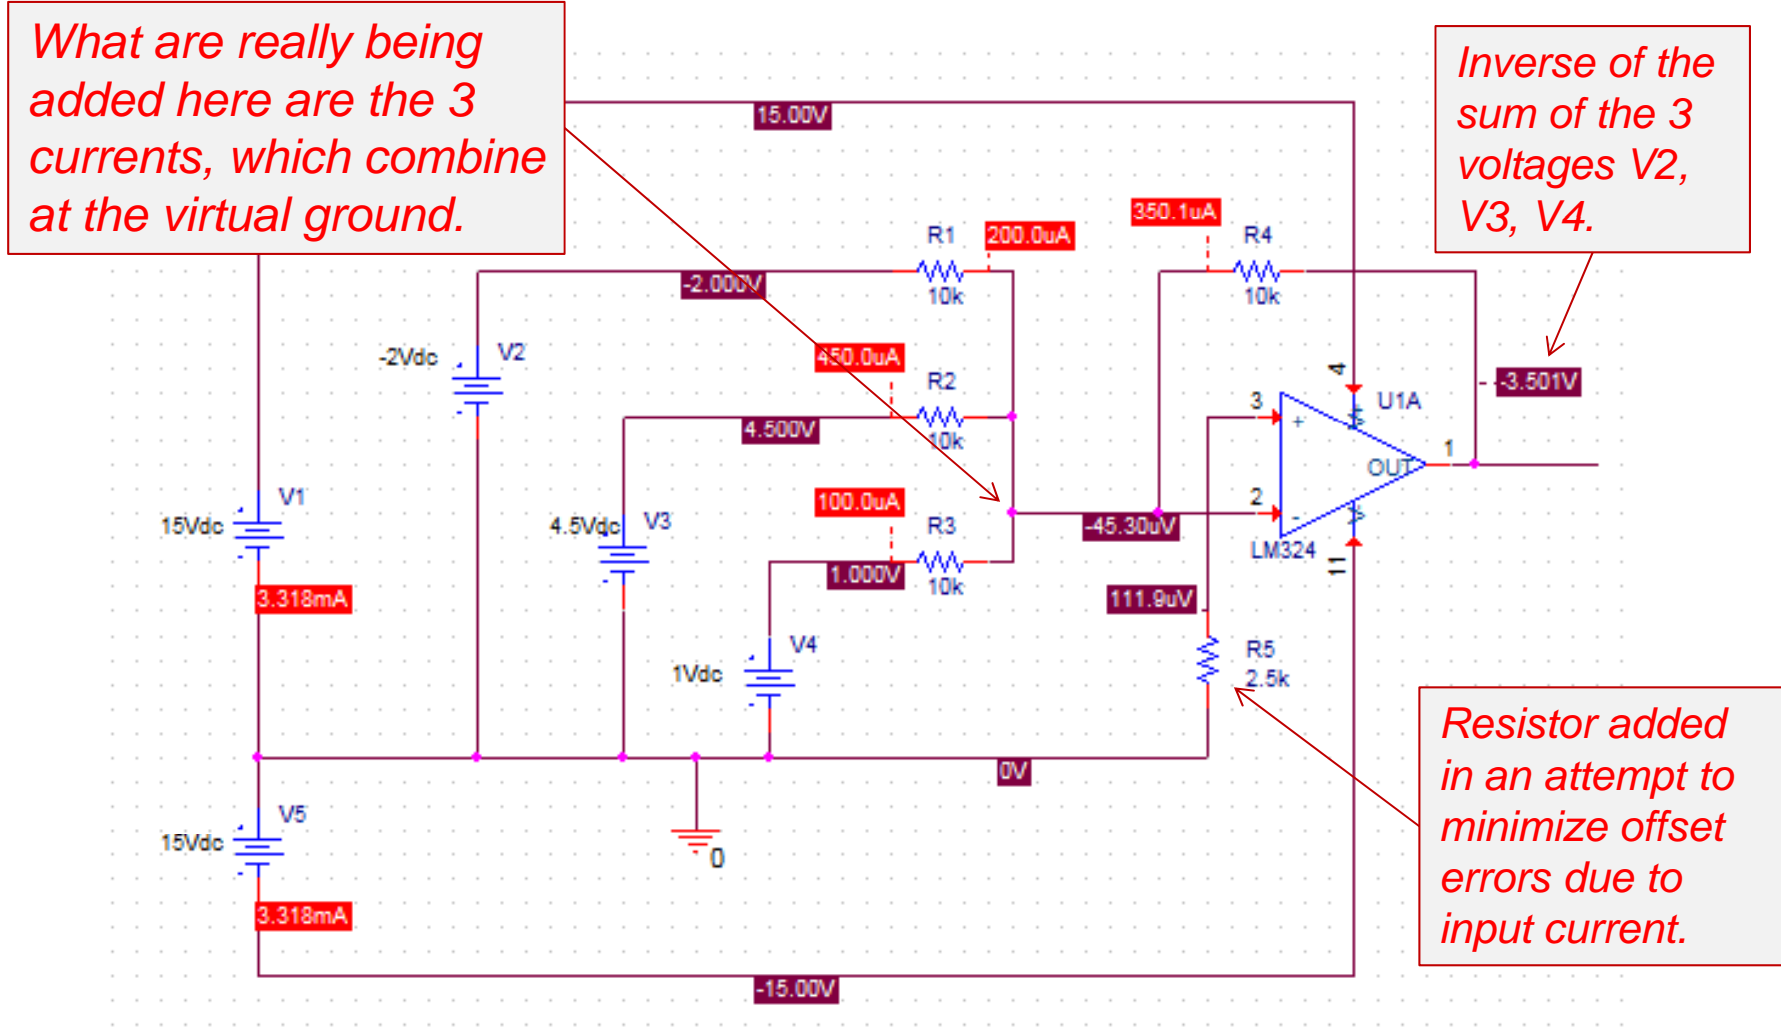 What are really being
added here are the 3
currents, which combine
at the virtual ground.
Inverse of the
sum of the 3
voltages V2,
V3, V4.
15.00V
R1
200.0uA
350.1uA
R4
-2.000V
10k
10k
-2Vdc
V2
450.0uA
R2
4
-3.501V
3
+
U1A
V+
4.500V
10k
1
OUT
V1
15Vdc
100.0uA
2
-
4.5Vdc
V3
R3
-45.30uV
V-
LM324
11
1.000V
10k
3.318mA
111.9uV
V4
R5
1Vdc
2.5k
Resistor added
in an attempt to
minimize offset
errors due to
input current.
0V
V5
15Vdc
0
3.318mA
-15.00V